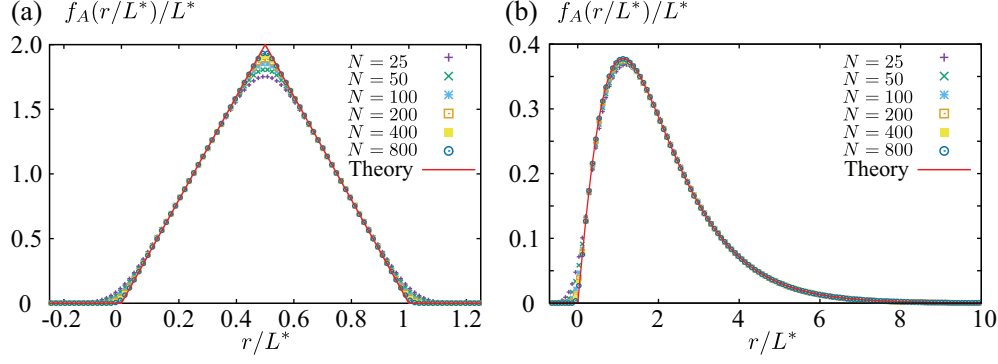 (a) f_A(r/L*)/L*
2.0
1.5
1.0
0.5
0
-0.2 0 0.2 0.4 0.6 0.8 1.0 1.2
r/L*
N = 25
N = 50
N = 100
N = 200
N = 400
N = 800
Theory
(b) f_A(r/L*)/L*
0.4
0.3
0.2
0.1
0
0 2 4 6 8 10
r/L*
N = 25
N = 50
N = 100
N = 200
N = 400
N = 800
Theory